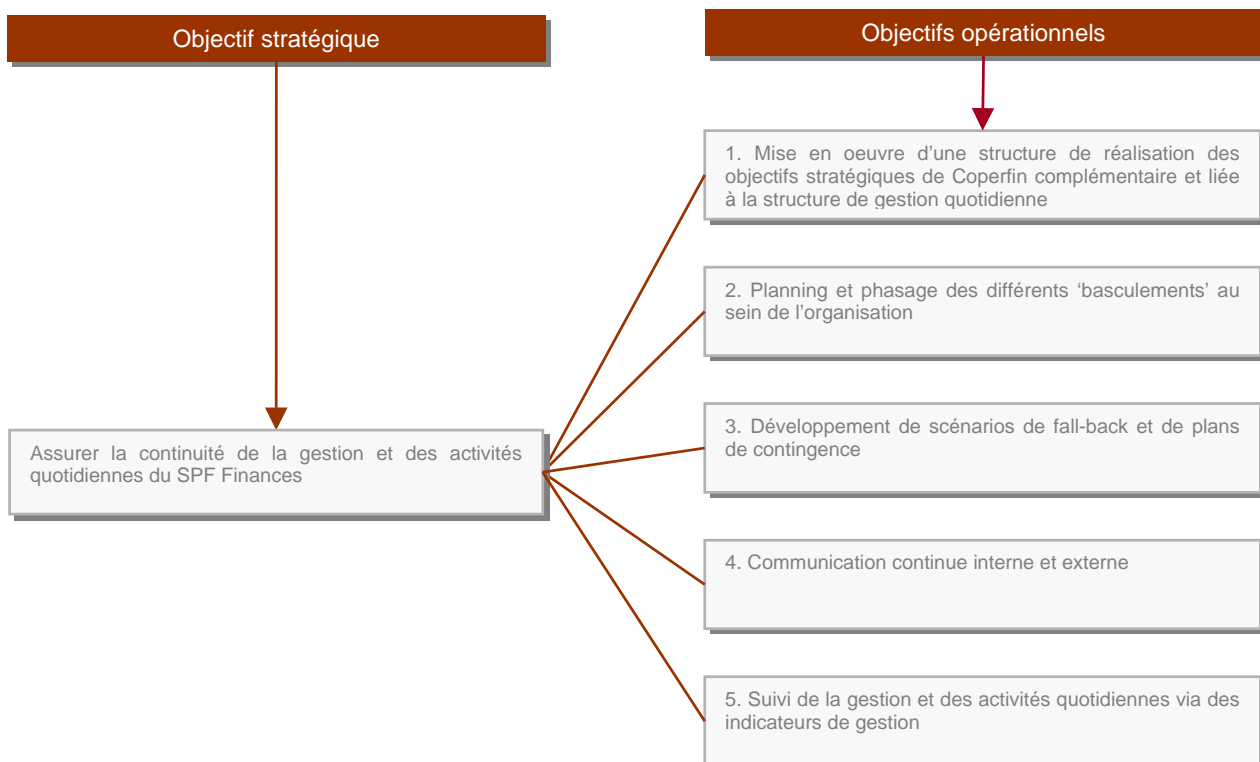 Objectif stratégique
Objectifs opérationnels
1. Mise en oeuvre d'une structure de réalisation des
objectifs stratégiques de Coperfin complémentaire et liée
à la structure de gestion quotidienne
2. Planning et phasage des différents ‘basculements’ au
sein de l'organisation
Assurer la continuité de la gestion et des activités
quotidiennes du SPF Finances
3. Développement de scénarios de fall-back et de plans
de contingence
4. Communication continue interne et externe
5. Suivi de la gestion et des activités quotidiennes via des
indicateurs de gestion